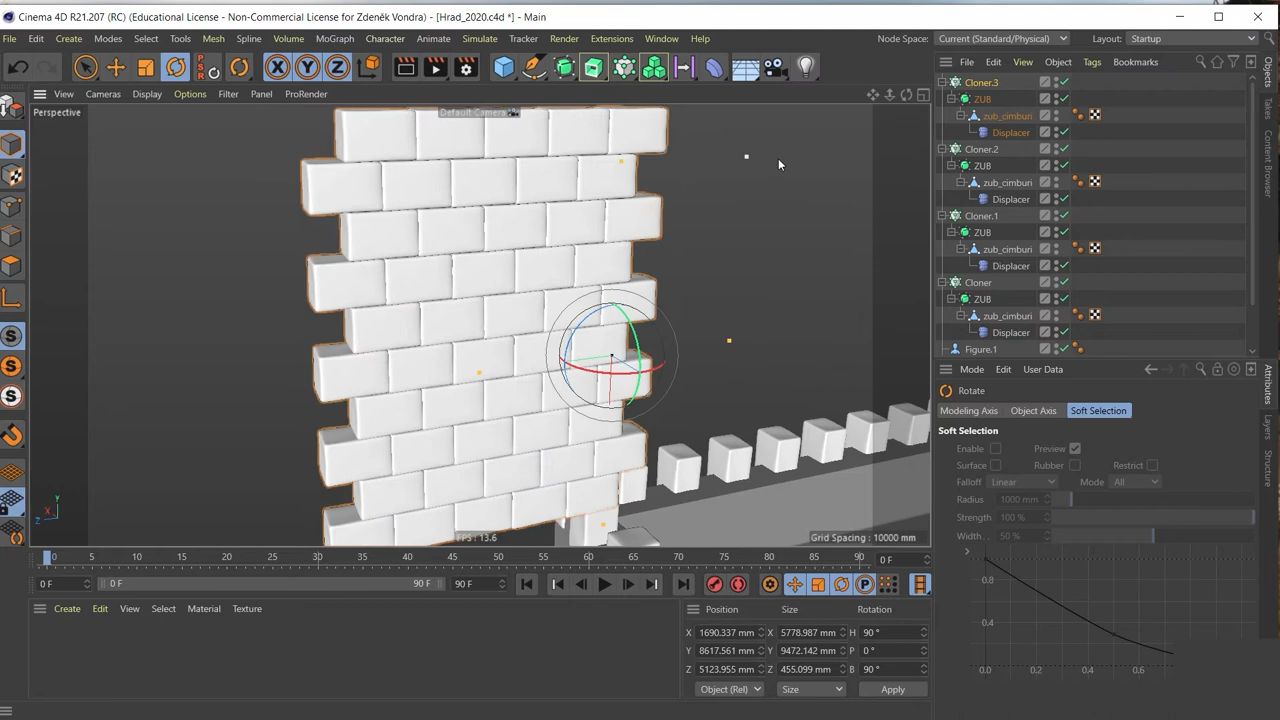 Cinema 4D R21.207 (RC) (Educational License - Non-Commercial License for Zdeněk Vondra) - [Hrad_2020.c4d *] - Main
File Edit Create Modes Select Tools Mesh Spline Volume MoGraph Character Animate Simulate Tracker Render Extensions Window Help Node Space: Current (Standard/Physical) Layout: Startup
PSR X Y Z File Edit View Object Tags Bookmarks
View Cameras Display Options Filter Panel ProRender
Perspective Default Camera
Cloner.3
ZUB
zub_cimburi
Displacer
Cloner.2
ZUB
zub_cimburi
Displacer
Cloner.1
ZUB
zub_cimburi
Displacer
Cloner
ZUB
zub_cimburi
Displacer
Figure.1
Objects
Takes
Content Browser
Mode Edit User Data
Rotate
Modeling Axis Object Axis Soft Selection
Soft Selection
Enable Preview
Surface Rubber Restrict
Falloff Linear Mode All
Radius 1000 mm
Strength 100 %
Width . 50 %
0.8
0.4
0.0 0.2 0.4 0.6
Attributes
Layers
Structure
S
S
S
Y
X
Z
FPS : 13.6 Grid Spacing : 10000 mm
0 5 10 15 20 25 30 35 40 45 50 55 60 65 70 75 80 85 90 0 F
0 F 0 F 90 F 90 F P
Create Edit View Select Material Texture
Position Size Rotation
X 1690.337 mm X 5778.987 mm H 90 °
Y 8617.561 mm Y 9472.142 mm P 0 °
Z 5123.955 mm Z 455.099 mm B 90 °
Object (Rel) Size Apply